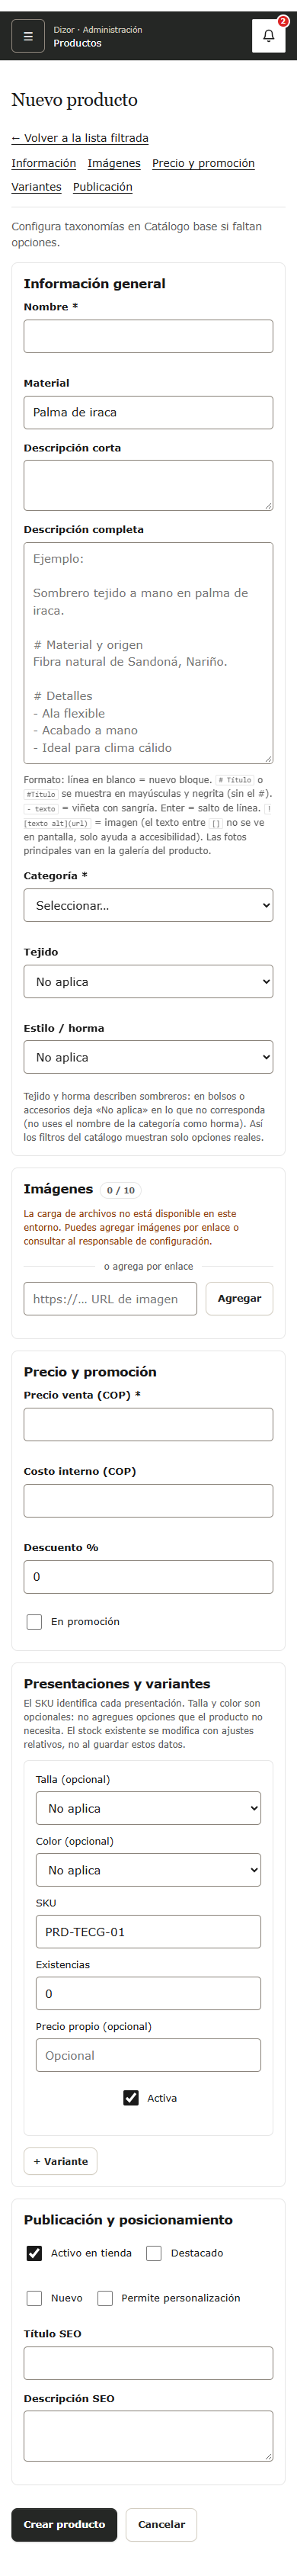 ☰
Dizor · Administración
Productos
2
Nuevo producto
← Volver a la lista filtrada
Información Imágenes Precio y promoción
Variantes Publicación
Configura taxonomías en Catálogo base si faltan
opciones.
Información general
Nombre *
Material
Palma de iraca
Descripción corta
Descripción completa
Ejemplo:
Sombrero tejido a mano en palma de
iraca.
# Material y origen
Fibra natural de Sandoná, Nariño.
# Detalles
- Ala flexible
- Acabado a mano
- Ideal para clima cálido
Formato: línea en blanco = nuevo bloque. # Título o
#Título se muestra en mayúsculas y negrita (sin el #).
- texto = viñeta con sangría. Enter = salto de línea. !
[texto alt](url) = imagen (el texto entre [] no se ve
en pantalla, solo ayuda a accesibilidad). Las fotos
principales van en la galería del producto.
Categoría *
Seleccionar...
Tejido
No aplica
Estilo / horma
No aplica
Tejido y horma describen sombreros: en bolsos o
accesorios deja «No aplica» en lo que no corresponda
(no uses el nombre de la categoría como horma). Así
los filtros del catálogo muestran solo opciones reales.
Imágenes 0 / 10
La carga de archivos no está disponible en este
entorno. Puedes agregar imágenes por enlace o
consultar al responsable de configuración.
o agrega por enlace
https://... URL de imagen Agregar
Precio y promoción
Precio venta (COP) *
Costo interno (COP)
Descuento %
0
En promoción
Presentaciones y variantes
El SKU identifica cada presentación. Talla y color son
opcionales: no agregues opciones que el producto no
necesita. El stock existente se modifica con ajustes
relativos, no al guardar estos datos.
Talla (opcional)
No aplica
Color (opcional)
No aplica
SKU
PRD-TECG-01
Existencias
0
Precio propio (opcional)
Opcional
Activa
+ Variante
Publicación y posicionamiento
Activo en tienda Destacado
Nuevo Permite personalización
Título SEO
Descripción SEO
Crear producto Cancelar